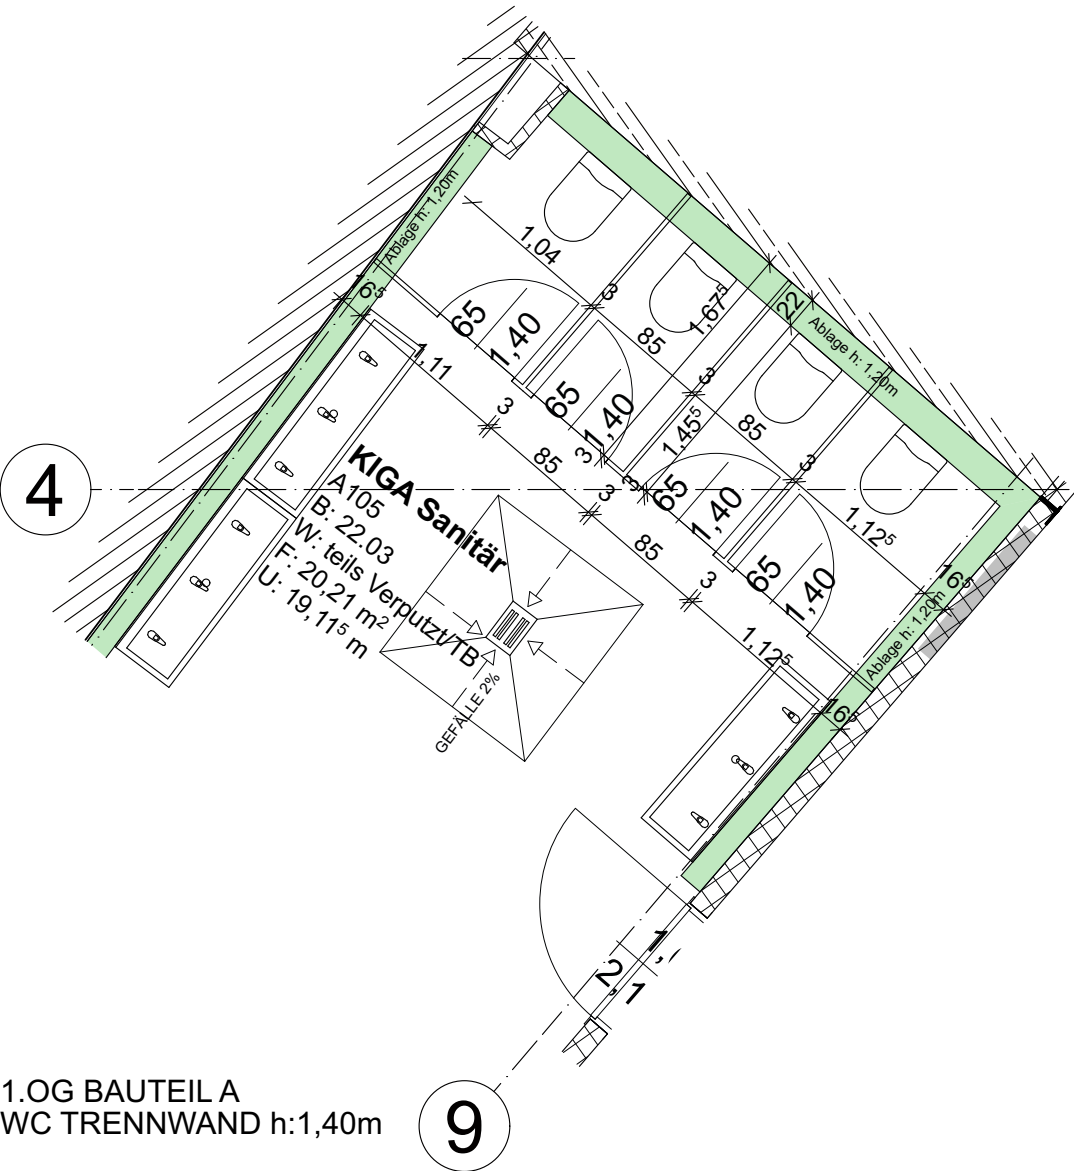 Ablage h: 1,20m
1,04
16⁵
65
1,40
3
85
1,67⁵
22
Ablage h: 1,20m
1,11
3
65
1,40
3
85
1,45⁵
3
85
3
3
65
1,40
3
1,12⁵
4
KIGA Sanitär
A105
B: 22.03
W: teils Verputzt/TB
F: 20,21 m²
U: 19,11⁵ m
3
85
65
1,40
16⁵
3
Ablage h: 1,20m
1,12⁵
16⁵
GEFÄLLE 2%
2,1
1.OG BAUTEIL A
WC TRENNWAND h:1,40m
9